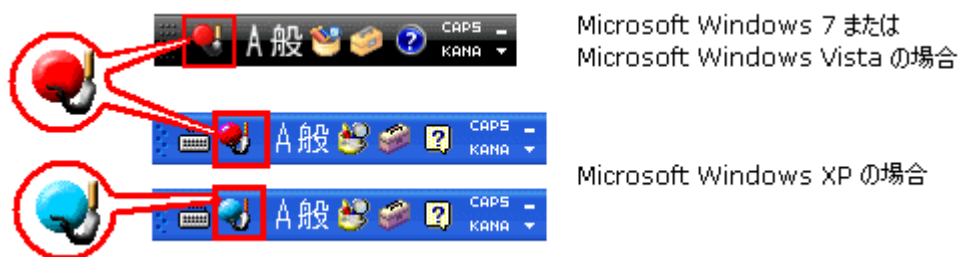 A 般 ? CAPS
KANA
Microsoft Windows 7 または
Microsoft Windows Vista の場合
A 般 ? CAPS
KANA
Microsoft Windows XP の場合
A 般 ? CAPS
KANA